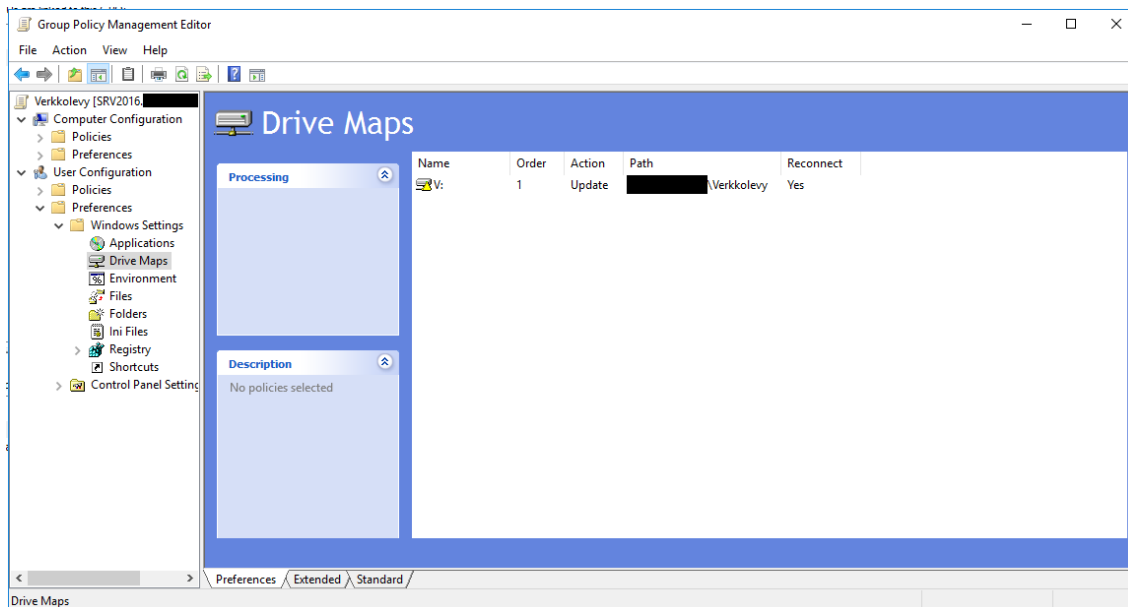 Group Policy Management Editor
File Action View Help
Verkkolevy [SRV2016.
Computer Configuration
Policies
Preferences
User Configuration
Policies
Preferences
Windows Settings
Applications
Drive Maps
Environment
Files
Folders
Ini Files
Registry
Shortcuts
Control Panel Setting
Drive Maps
Processing
Description
No policies selected
Name Order Action Path Reconnect
V: 1 Update \Verkkolevy Yes
Preferences Extended Standard
Drive Maps